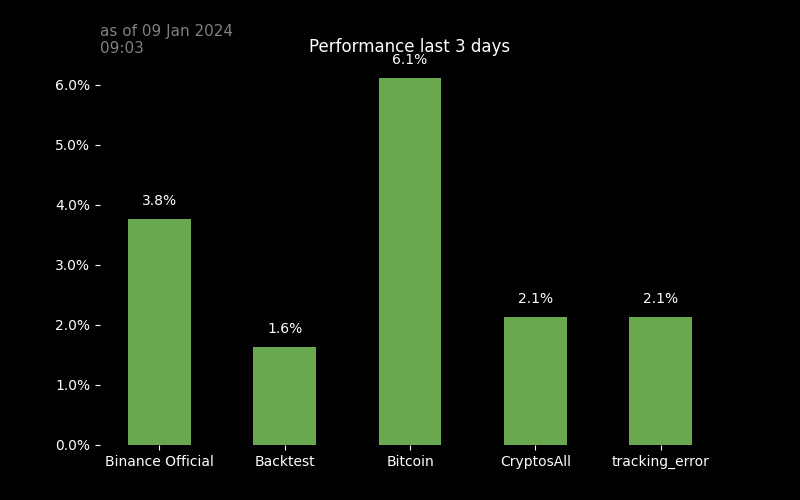 as of 09 Jan 2024
09:03
Performance last 3 days
6.1%
6.0%
5.0%
4.0%
3.8%
3.0%
2.1%
2.1%
2.0%
1.6%
1.0%
0.0%
Binance Official
Backtest
Bitcoin
CryptosAll
tracking_error